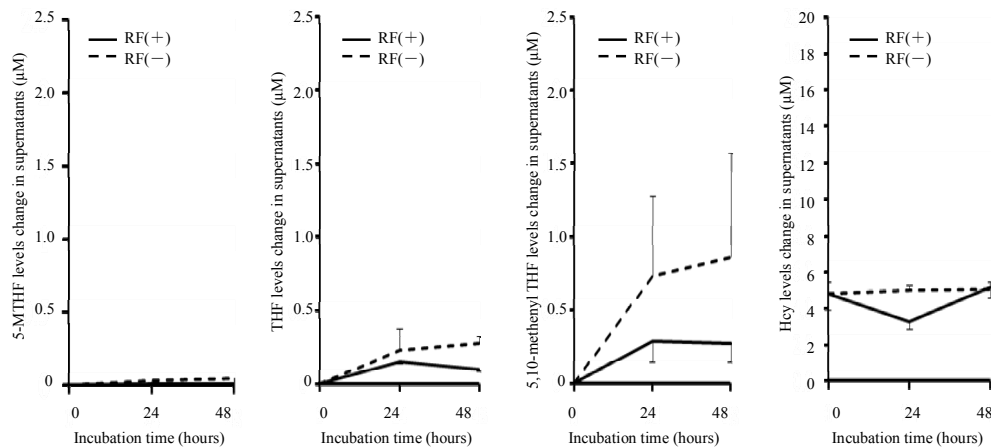 5-MTHF levels change in supernatants (μM)
2.5
2.0
1.5
1.0
0.5
0
RF(+)
RF(−)
0 24 48
Incubation time (hours)
THF levels change in supernatants (μM)
2.5
2.0
1.5
1.0
0.5
0
RF(+)
RF(−)
0 24 48
Incubation time (hours)
5,10-methenyl THF levels change in supernatants (μM)
2.5
2.0
1.5
1.0
0.5
0
RF(+)
RF(−)
0 24 48
Incubation time (hours)
Hcy levels change in supernatants (μM)
20
18
16
14
12
10
8
6
4
2
0
RF(+)
RF(−)
0 24 48
Incubation time (hours)